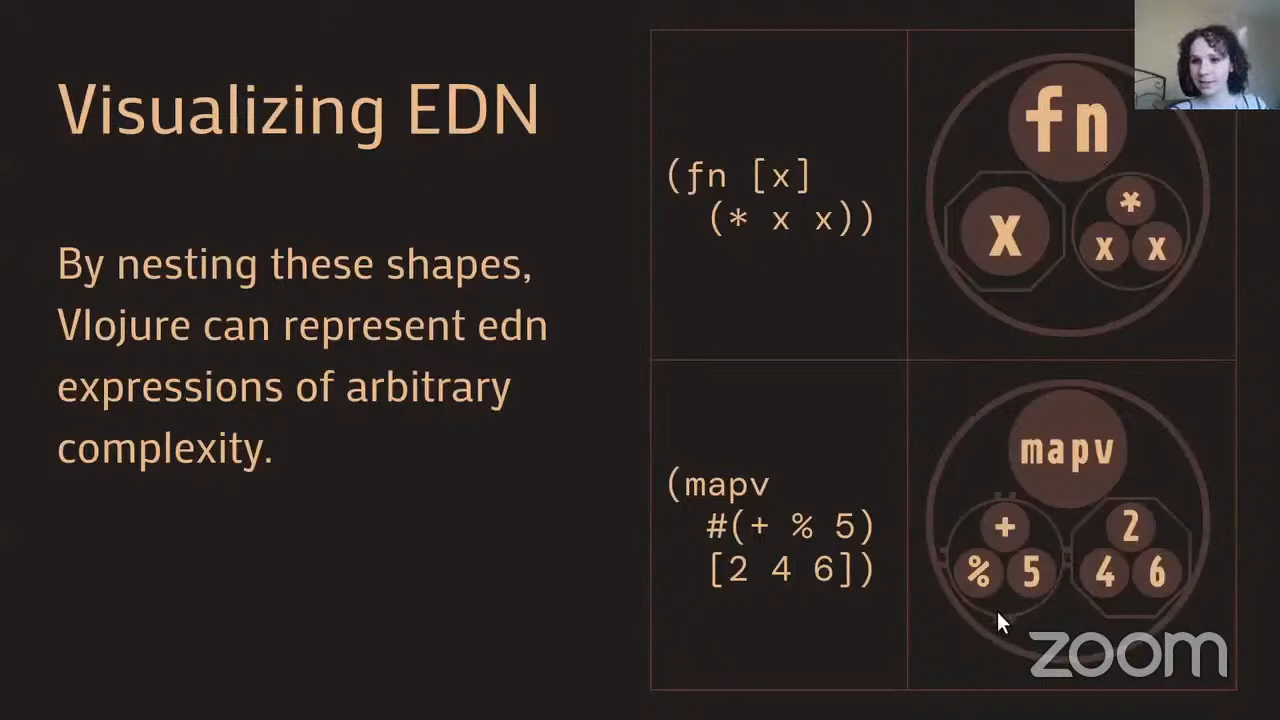 Visualizing EDN
By nesting these shapes,
Vlojure can represent edn
expressions of arbitrary
complexity.
(fn [x]
(* x x))
fn
x
*
x x
(mapv
#(+ % 5)
[2 4 6])
mapv
+
% 5
2
4 6
zoom